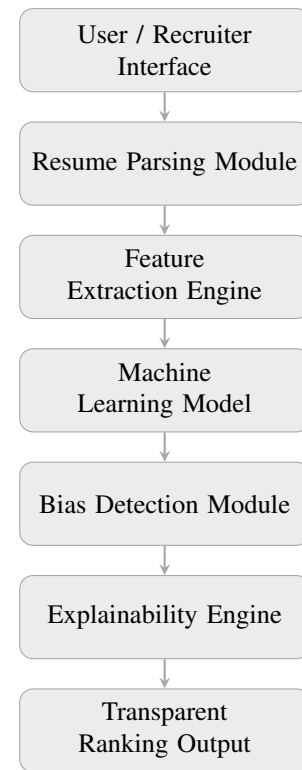 User / Recruiter
Interface
Resume Parsing Module
Feature
Extraction Engine
Machine
Learning Model
Bias Detection Module
Explainability Engine
Transparent
Ranking Output